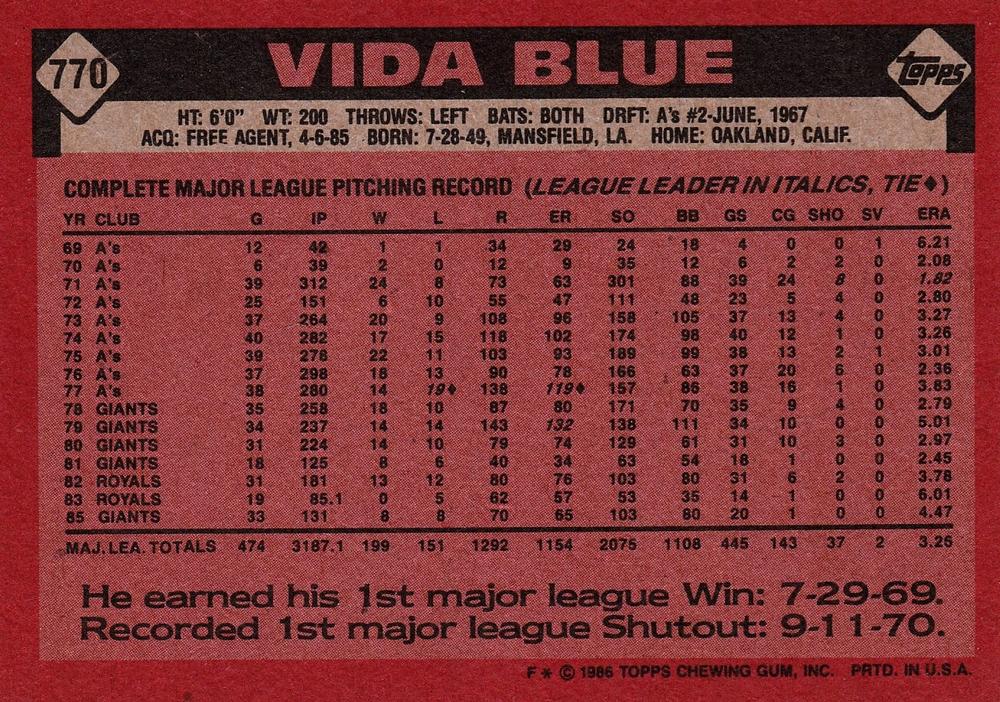 770 VIDA BLUE TOPPS
HT: 6'0" WT: 200 THROWS: LEFT BATS: BOTH DRFT: A's #2-JUNE, 1967
ACQ: FREE AGENT, 4-6-85 BORN: 7-28-49, MANSFIELD, LA. HOME: OAKLAND, CALIF.
COMPLETE MAJOR LEAGUE PITCHING RECORD (LEAGUE LEADER IN ITALICS, TIE♦)
YR CLUB G IP W L R ER SO BB GS CG SHO SV ERA
69 A's 12 42 1 1 34 29 24 18 4 0 0 1 6.21
70 A's 6 39 2 0 12 9 35 12 6 2 2 0 2.08
71 A's 39 312 24 8 73 63 301 88 39 24 8 0 1.82
72 A's 25 151 6 10 55 47 111 48 23 5 4 0 2.80
73 A's 37 264 20 9 108 96 158 105 37 13 4 0 3.27
74 A's 40 282 17 15 118 102 174 98 40 12 1 0 3.26
75 A's 39 278 22 11 103 93 189 99 38 13 2 1 3.01
76 A's 37 298 18 13 90 78 166 63 37 20 6 0 2.36
77 A's 38 280 14 19♦ 138 119♦ 157 86 38 16 1 0 3.83
78 GIANTS 35 258 18 10 87 80 171 70 35 9 4 0 2.79
79 GIANTS 34 237 14 14 143 132 138 111 34 10 0 0 5.01
80 GIANTS 31 224 14 10 79 74 129 61 31 10 3 0 2.97
81 GIANTS 18 125 8 6 40 34 63 54 18 1 0 0 2.45
82 ROYALS 31 181 13 12 80 76 103 80 31 6 2 0 3.78
83 ROYALS 19 85.1 0 5 62 57 53 35 14 1 0 0 6.01
85 GIANTS 33 131 8 8 70 65 103 80 20 1 0 0 4.47
MAJ. LEA. TOTALS 474 3187.1 199 151 1292 1154 2075 1108 445 143 37 2 3.26
He earned his 1st major league Win: 7-29-69.
Recorded 1st major league Shutout: 9-11-70.
F * © 1986 TOPPS CHEWING GUM, INC. PRTD. IN U.S.A.